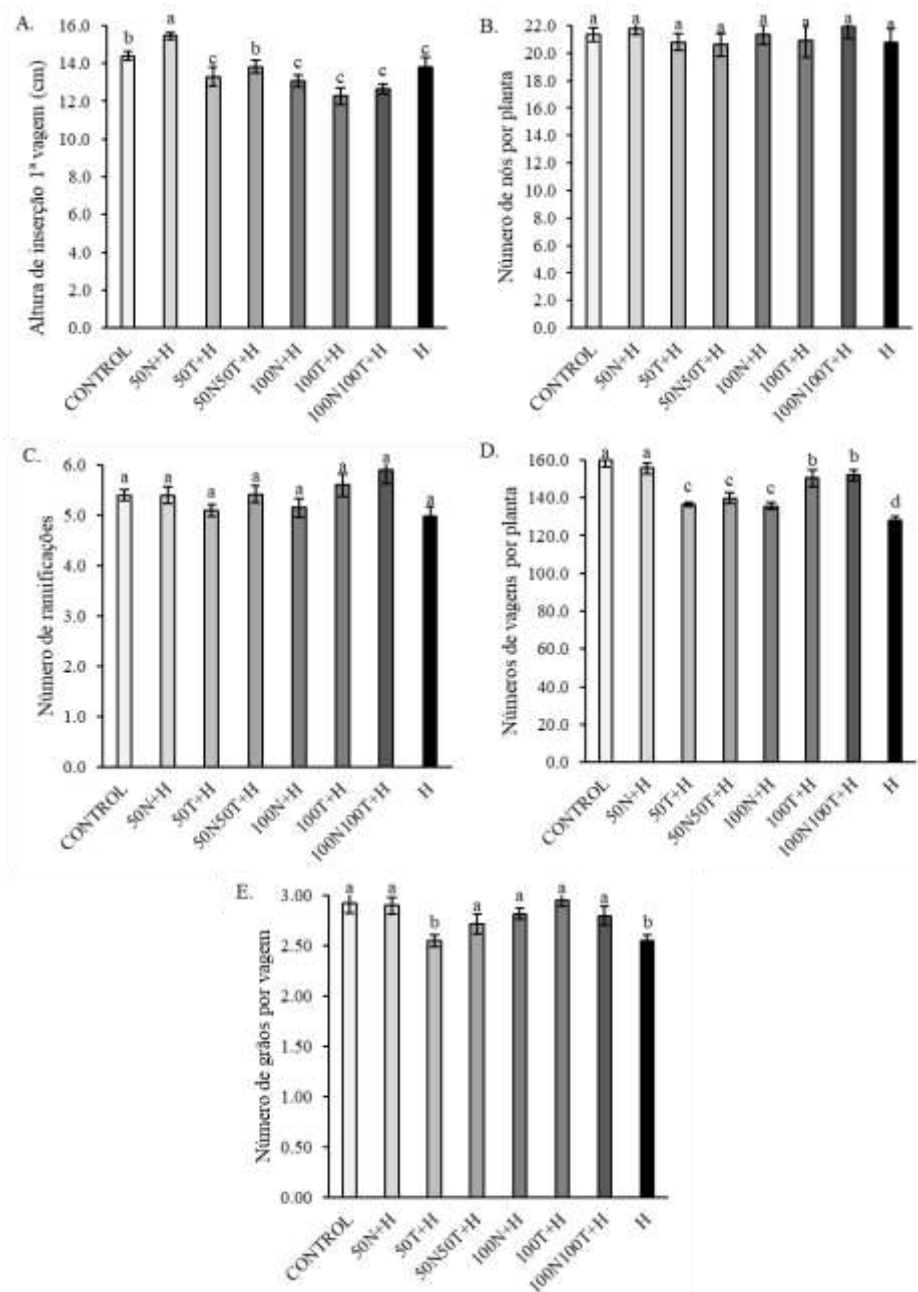 A.
Altura de inserção 1ª vagem (cm)
16.0
14.0
12.0
10.0
8.0
6.0
4.0
2.0
0.0
b
a
c
b
c
c
c
c
CONTROL
50N+H
50T+H
50N50T+H
100N+H
100T+H
100N100T+H
H
B.
Número de nós por planta
22.0
20.0
18.0
16.0
14.0
12.0
10.0
8.0
6.0
4.0
2.0
0.0
a
a
a
a
a
a
a
a
CONTROL
50N+H
50T+H
50N50T+H
100N+H
100T+H
100N100T+H
H
C.
Número de ramificações
6.0
5.0
4.0
3.0
2.0
1.0
0.0
a
a
a
a
a
a
a
a
CONTROL
50N+H
50T+H
50N50T+H
100N+H
100T+H
100N100T+H
H
D.
Números de vagens por planta
160.0
140.0
120.0
100.0
80.0
60.0
40.0
20.0
0.0
a
a
c
c
c
b
b
d
CONTROL
50N+H
50T+H
50N50T+H
100N+H
100T+H
100N100T+H
H
E.
Número de grãos por vagem
3.00
2.50
2.00
1.50
1.00
0.50
0.00
a
a
b
a
a
a
a
b
CONTROL
50N+H
50T+H
50N50T+H
100N+H
100T+H
100N100T+H
H